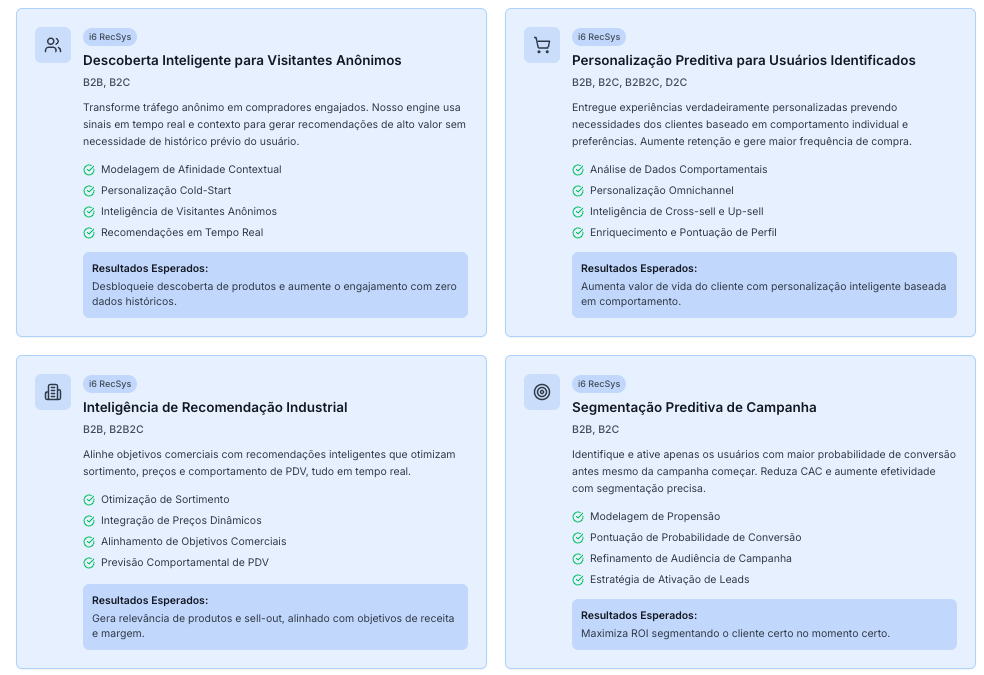 i6 RecSys
Descoberta Inteligente para Visitantes Anônimos
B2B, B2C
Transforme tráfego anônimo em compradores engajados. Nosso engine usa
sinais em tempo real e contexto para gerar recomendações de alto valor sem
necessidade de histórico prévio do usuário.
Modelagem de Afinidade Contextual
Personalização Cold-Start
Inteligência de Visitantes Anônimos
Recomendações em Tempo Real
Resultados Esperados:
Desbloqueie descoberta de produtos e aumente o engajamento com zero
dados históricos.
i6 RecSys
Personalização Preditiva para Usuários Identificados
B2B, B2C, B2B2C, D2C
Entregue experiências verdadeiramente personalizadas prevendo
necessidades dos clientes baseado em comportamento individual e
preferências. Aumente retenção e gere maior frequência de compra.
Análise de Dados Comportamentais
Personalização Omnichannel
Inteligência de Cross-sell e Up-sell
Enriquecimento e Pontuação de Perfil
Resultados Esperados:
Aumenta valor de vida do cliente com personalização inteligente baseada
em comportamento.
i6 RecSys
Inteligência de Recomendação Industrial
B2B, B2B2C
Alinhe objetivos comerciais com recomendações inteligentes que otimizam
sortimento, preços e comportamento de PDV, tudo em tempo real.
Otimização de Sortimento
Integração de Preços Dinâmicos
Alinhamento de Objetivos Comerciais
Previsão Comportamental de PDV
Resultados Esperados:
Gera relevância de produtos e sell-out, alinhado com objetivos de receita
e margem.
i6 RecSys
Segmentação Preditiva de Campanha
B2B, B2C
Identifique e ative apenas os usuários com maior probabilidade de conversão
antes mesmo da campanha começar. Reduza CAC e aumente efetividade
com segmentação precisa.
Modelagem de Propensão
Pontuação de Probabilidade de Conversão
Refinamento de Audiência de Campanha
Estratégia de Ativação de Leads
Resultados Esperados:
Maximiza ROI segmentando o cliente certo no momento certo.